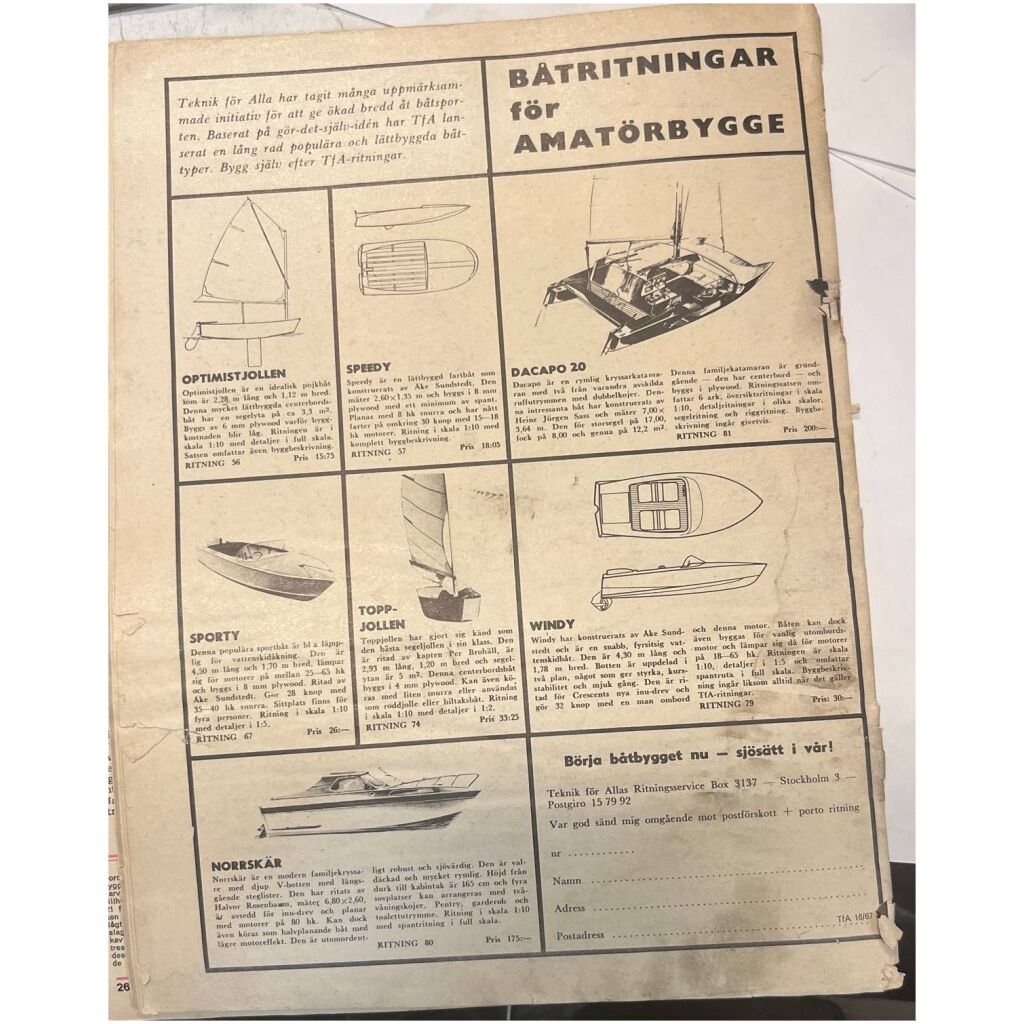 Teknik för Alla har tagit många uppmärksam-
made initiativ för att ge ökad bredd åt båtspor-
ten. Baserat på gör-det-själv-idén har TfA lan-
serat en lång rad populära och lättbyggda båt-
typer. Bygg själv efter TfA-ritningar.
BÅTRITNINGAR
för
AMATÖRBYGGE
OPTIMISTJOLLEN
Optimistjollen är en idealisk pojkbåt
som är 2,28 m lång och 1,12 m bred.
Denna mycket lättbyggda centerbords-
båt har en segelyta på ca 3,3 m².
Byggs av 6 mm plywood varför bygg-
kostnaden blir låg. Ritningen är i
skala 1:10 med detaljer i full skala.
Satsen omfattar även byggbeskrivning.
RITNING 56 Pris 15:75
SPEEDY
Speedy är en lättbyggd fartbåt som
konstruerats av Åke Sundstedt. Den
mäter 2,60×1,35 m och byggs i 8 mm
plywood med ett minimum av spant.
Planar med 8 hk snurra och har nått
farter på omkring 30 knop med 15—18
hk motorer. Ritning i skala 1:10 med
komplett byggbeskrivning.
RITNING 57 Pris 18:05
DACAPO 20
Dacapo är en rymlig kryssarkatama-
ran med två från varandra avskilda
ruffutrymmen med dubbelkojer. Den-
na intressanta båt har konstruerats av
Heinz Jürgen Sass och mäter 7,00×
3,64 m. Den för storsegel på 17,00,
fock på 8,00 och genua på 12,2 m².
Denna familjekatamaran är grund-
gående — den har centerbord — och
byggs i plywood. Ritningssatsen om-
fattar 6 ark, översiktsritningar i skala
1:10, detaljritningar i olika skalor,
segelritning och riggritning. Byggbe-
skrivning ingår givetvis.
RITNING 81 Pris 200:—
SPORTY
Denna populära sportbåt är bl a lämp-
lig för vattenskidåkning. Den är
4,50 m lång och 1,70 m bred, lämpar
sig för motorer på mellan 25—65 hk
och byggs i 8 mm plywood. Ritad av
Åke Sundstedt. Gör 28 knop med
35—40 hk snurra. Sittplats finns för
fyra personer. Ritning i skala 1:10
med detaljer i 1:5.
RITNING 67 Pris 26:—
TOPP-
JOLLEN
Toppjollen har gjort sig känd som
den bästa segeljollen i sin klass. Den
är ritad av kapten Per Brohäll, är
2,93 m lång, 1,20 m bred och segel-
ytan är 5 m². Denna centerbordsbåt
byggs i 4 mm plywood. Kan även kö-
ras med liten snurra eller användas
som roddjolle eller biltaksbåt. Ritning
i skala 1:10 med detaljer i 1:2.
RITNING 74 Pris 33:25
WINDY
Windy har konstruerats av Åke Sund-
stedt och är en snabb, fyrsitsig vat-
tenskidbåt. Den är 4,30 m lång och
1,78 m bred. Botten är uppdelad i
två plan, något som ger styrka, kurs-
stabilitet och mjuk gång. Den är ri-
tad för Crescents nya inu-drev och
gör 32 knop med en man ombord
och denna motor. Båten kan dock
även byggas för vanlig utombords-
motor och lämpar sig då för motorer
på 18—65 hk. Ritningen är skala
1:10, detaljer i 1:5 och omfattar
spantruta i full skala. Byggbeskriv-
ning ingår liksom alltid när det gäller
TfA-ritningar.
RITNING 79 Pris: 30:—
NORRSKÄR
Norrskär är en modern familjekryssa-
re med djup V-botten med längs-
gående steglister. Den har ritats av
Halvor Rosenbaum, mäter 6,80×2,60,
är avsedd för inu-drev och planar
med motorer på 80 hk. Kan dock
även köras som halvplanande båt med
lägre motoreffekt. Den är utomordent-
ligt robust och sjövärdig. Den är väl-
däckad och mycket rymlig. Höjd från
durk till kabintak är 165 cm och fyra
sovplatser kan arrangeras med två-
våningskojer. Pentry, garderob och
toalettutrymme. Ritning i skala 1:10
med spantritning i full skala.
RITNING 80 Pris 175:—
Börja båtbygget nu — sjösätt i vår!
Teknik för Allas Ritningsservice Box 3137 — Stockholm 3 —
Postgiro 15 79 92
Var god sänd mig omgående mot postförskott + porto ritning
nr
Namn
Adress
Postadress
TfA 16/67
26